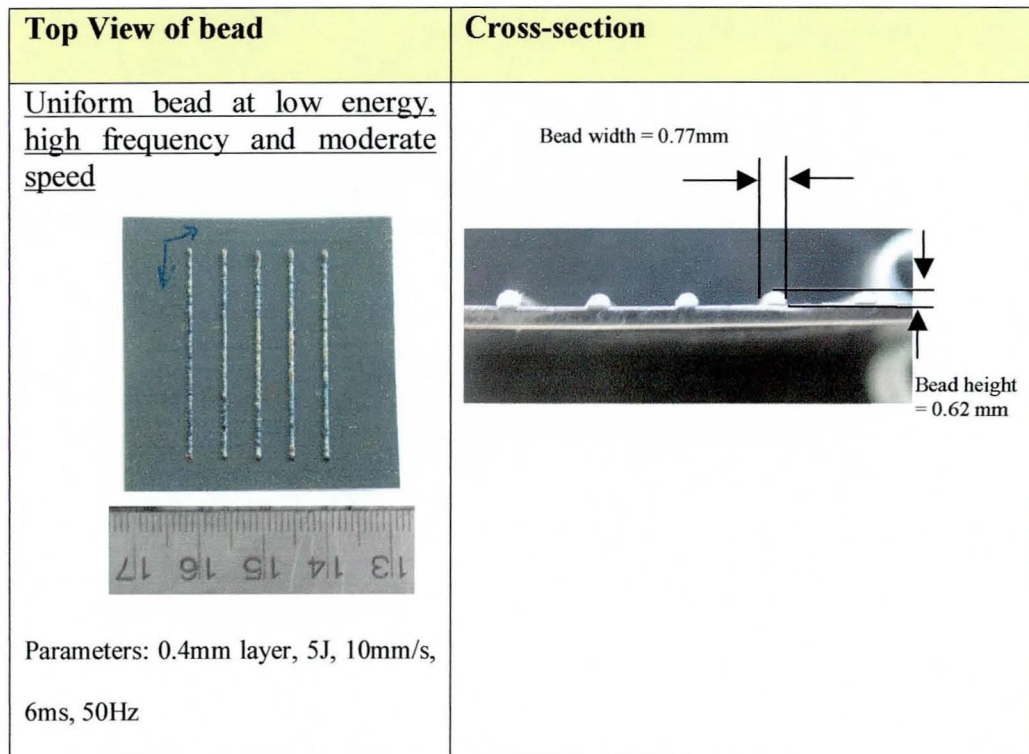 Top View of bead
Cross-section
Uniform bead at low energy,
high frequency and moderate
speed
17 16 15 14 13
Parameters: 0.4mm layer, 5J, 10mm/s,
6ms, 50Hz
Bead width = 0.77mm
Bead height
= 0.62 mm